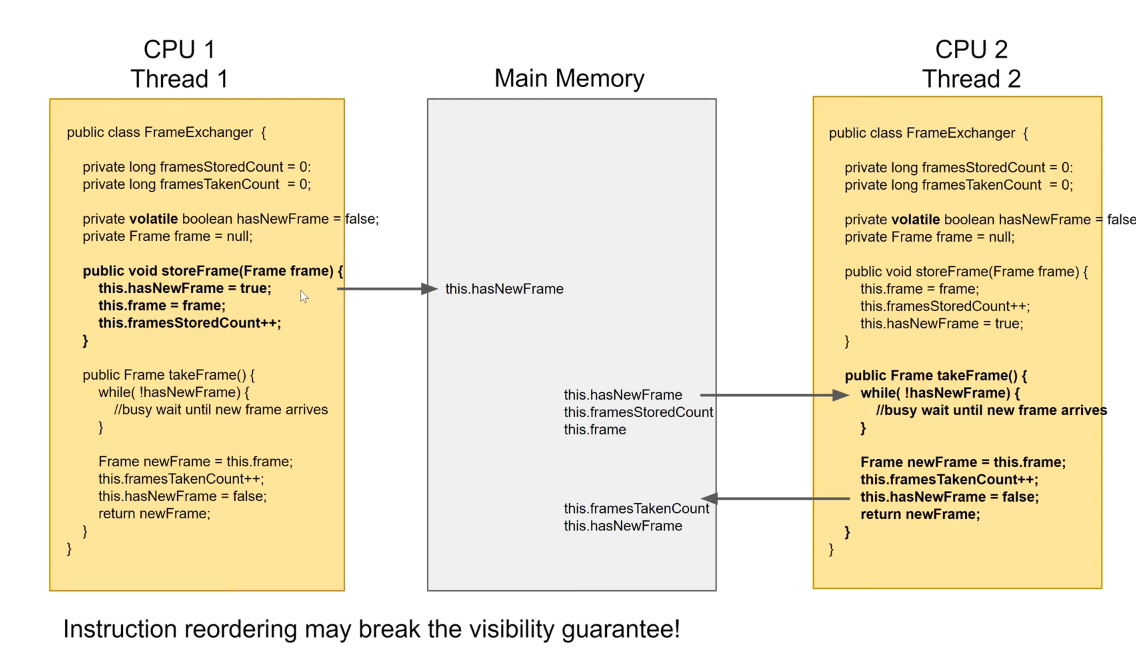 CPU 1
Thread 1
public class FrameExchanger {
private long framesStoredCount = 0:
private long framesTakenCount = 0;
private volatile boolean hasNewFrame = false;
private Frame frame = null;
public void storeFrame(Frame frame) {
this.hasNewFrame = true;
this.frame = frame;
this.framesStoredCount++;
}
public Frame takeFrame() {
while( !hasNewFrame) {
//busy wait until new frame arrives
}
Frame newFrame = this.frame;
this.framesTakenCount++;
this.hasNewFrame = false;
return newFrame;
}
}
Main Memory
this.hasNewFrame
this.hasNewFrame
this.framesStoredCount
this.frame
this.framesTakenCount
this.hasNewFrame
CPU 2
Thread 2
public class FrameExchanger {
private long framesStoredCount = 0:
private long framesTakenCount = 0;
private volatile boolean hasNewFrame = false
private Frame frame = null;
public void storeFrame(Frame frame) {
this.frame = frame;
this.framesStoredCount++;
this.hasNewFrame = true;
}
public Frame takeFrame() {
while( !hasNewFrame) {
//busy wait until new frame arrives
}
Frame newFrame = this.frame;
this.framesTakenCount++;
this.hasNewFrame = false;
return newFrame;
}
}
Instruction reordering may break the visibility guarantee!